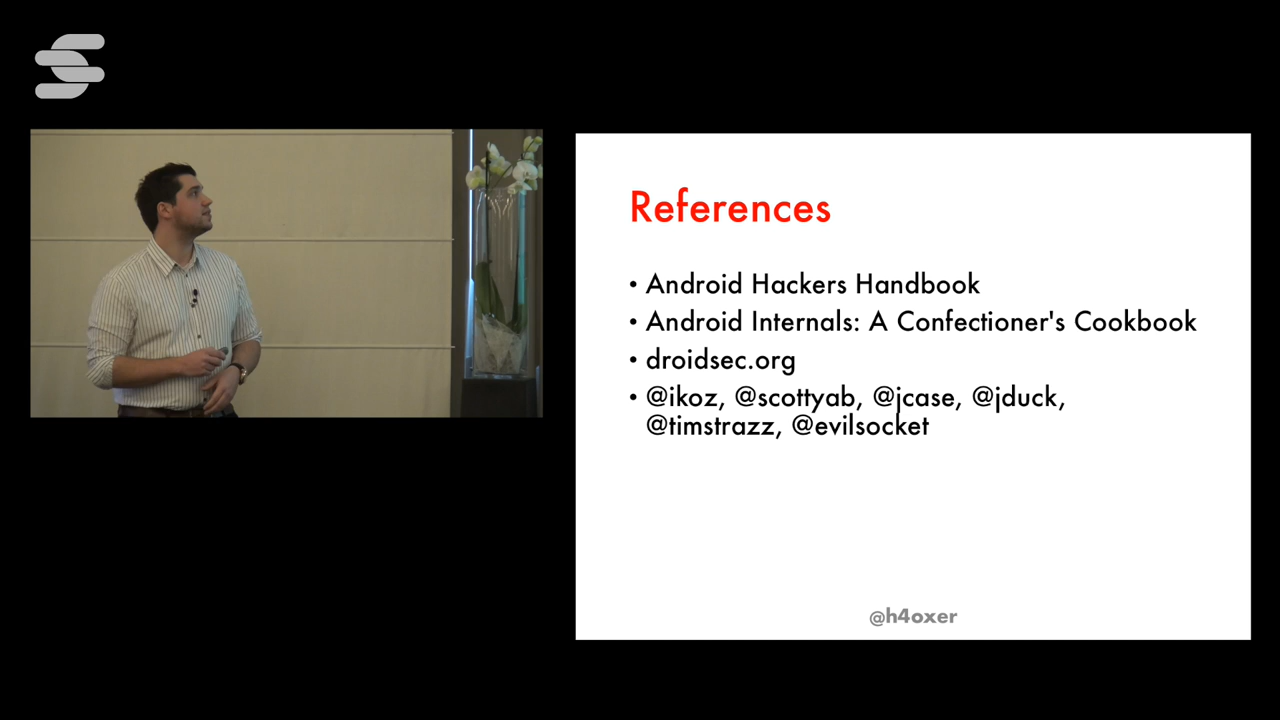 References
• Android Hackers Handbook
• Android Internals: A Confectioner's Cookbook
• droidsec.org
• @ikoz, @scottyab, @jcase, @jduck,
@timstrazz, @evilsocket
@h4oxer